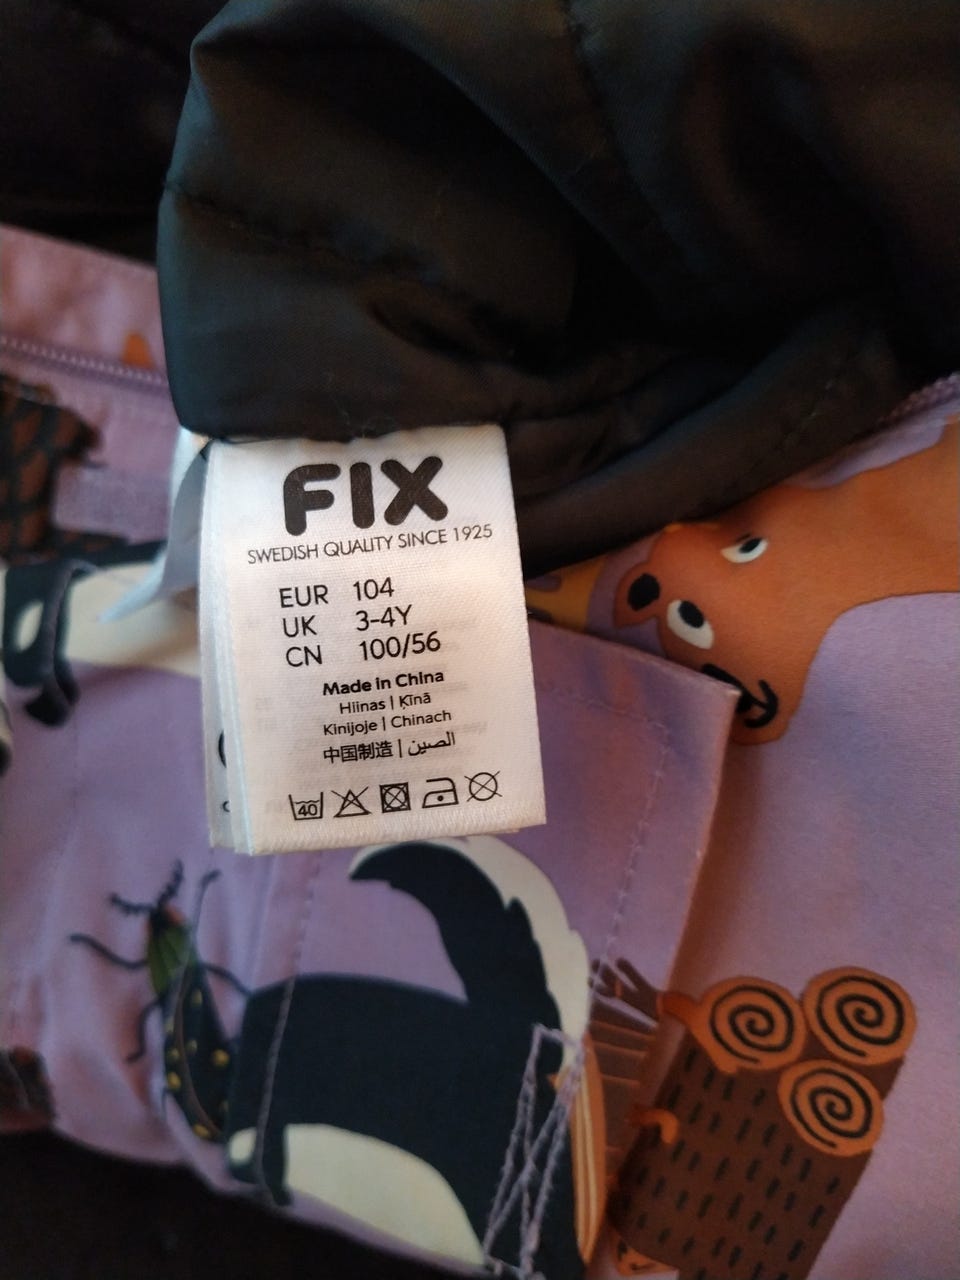 FIX
SWEDISH QUALITY SINCE 1925
EUR 104
UK 3-4Y
CN 100/56
Made in China
Hiinas | Ķīnā
Kinijoje | Chinach
中国制造 | الصين
40